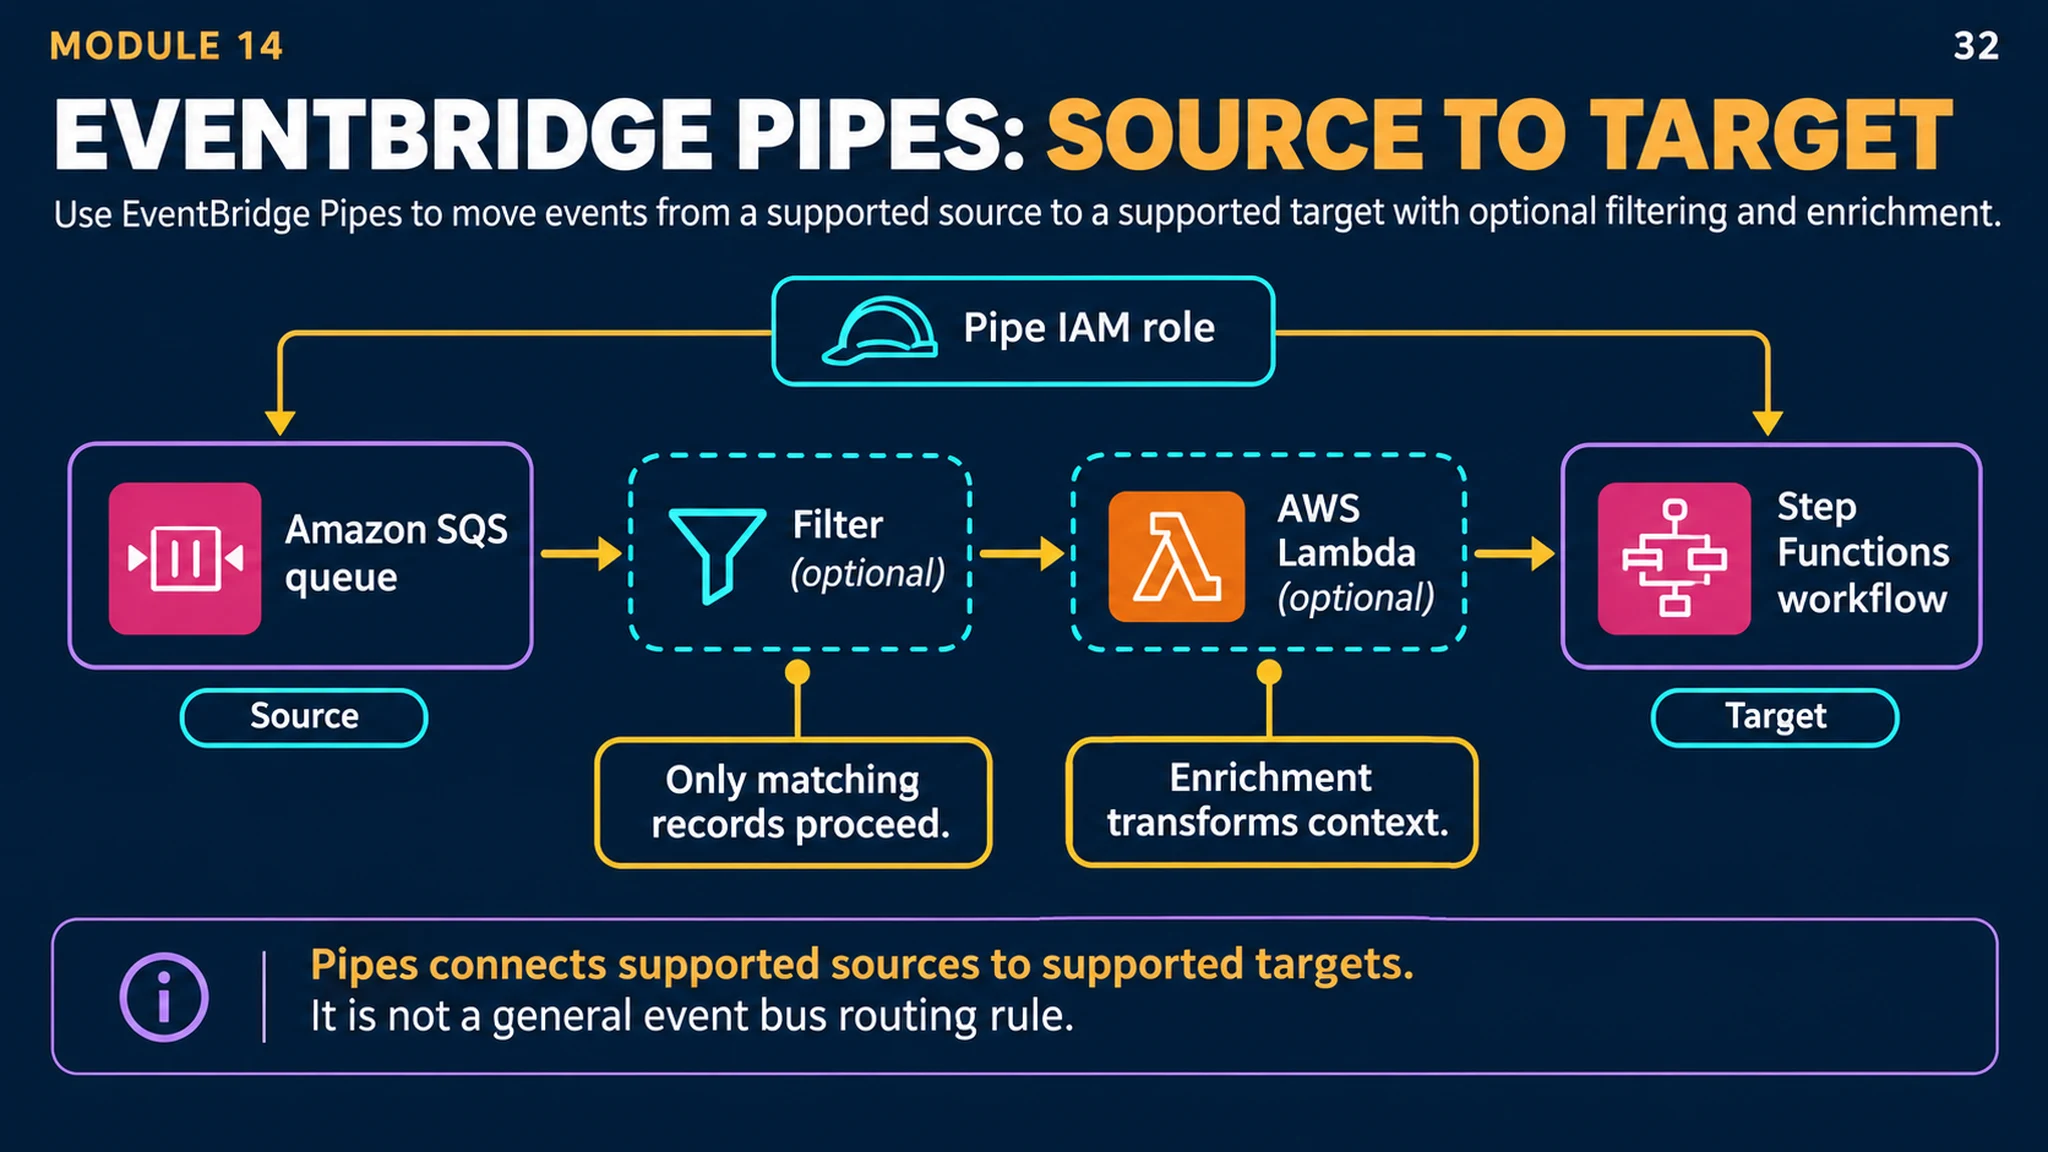 MODULE 14
32
EVENTBRIDGE PIPES: SOURCE TO TARGET
Use EventBridge Pipes to move events from a supported source to a supported target with optional filtering and enrichment.
Pipe IAM role
Amazon SQS
queue
Filter
(optional)
AWS
Lambda
(optional)
Step
Functions
workflow
Source
Target
Only matching
records proceed.
Enrichment
transforms context.
Pipes connects supported sources to supported targets.
It is not a general event bus routing rule.